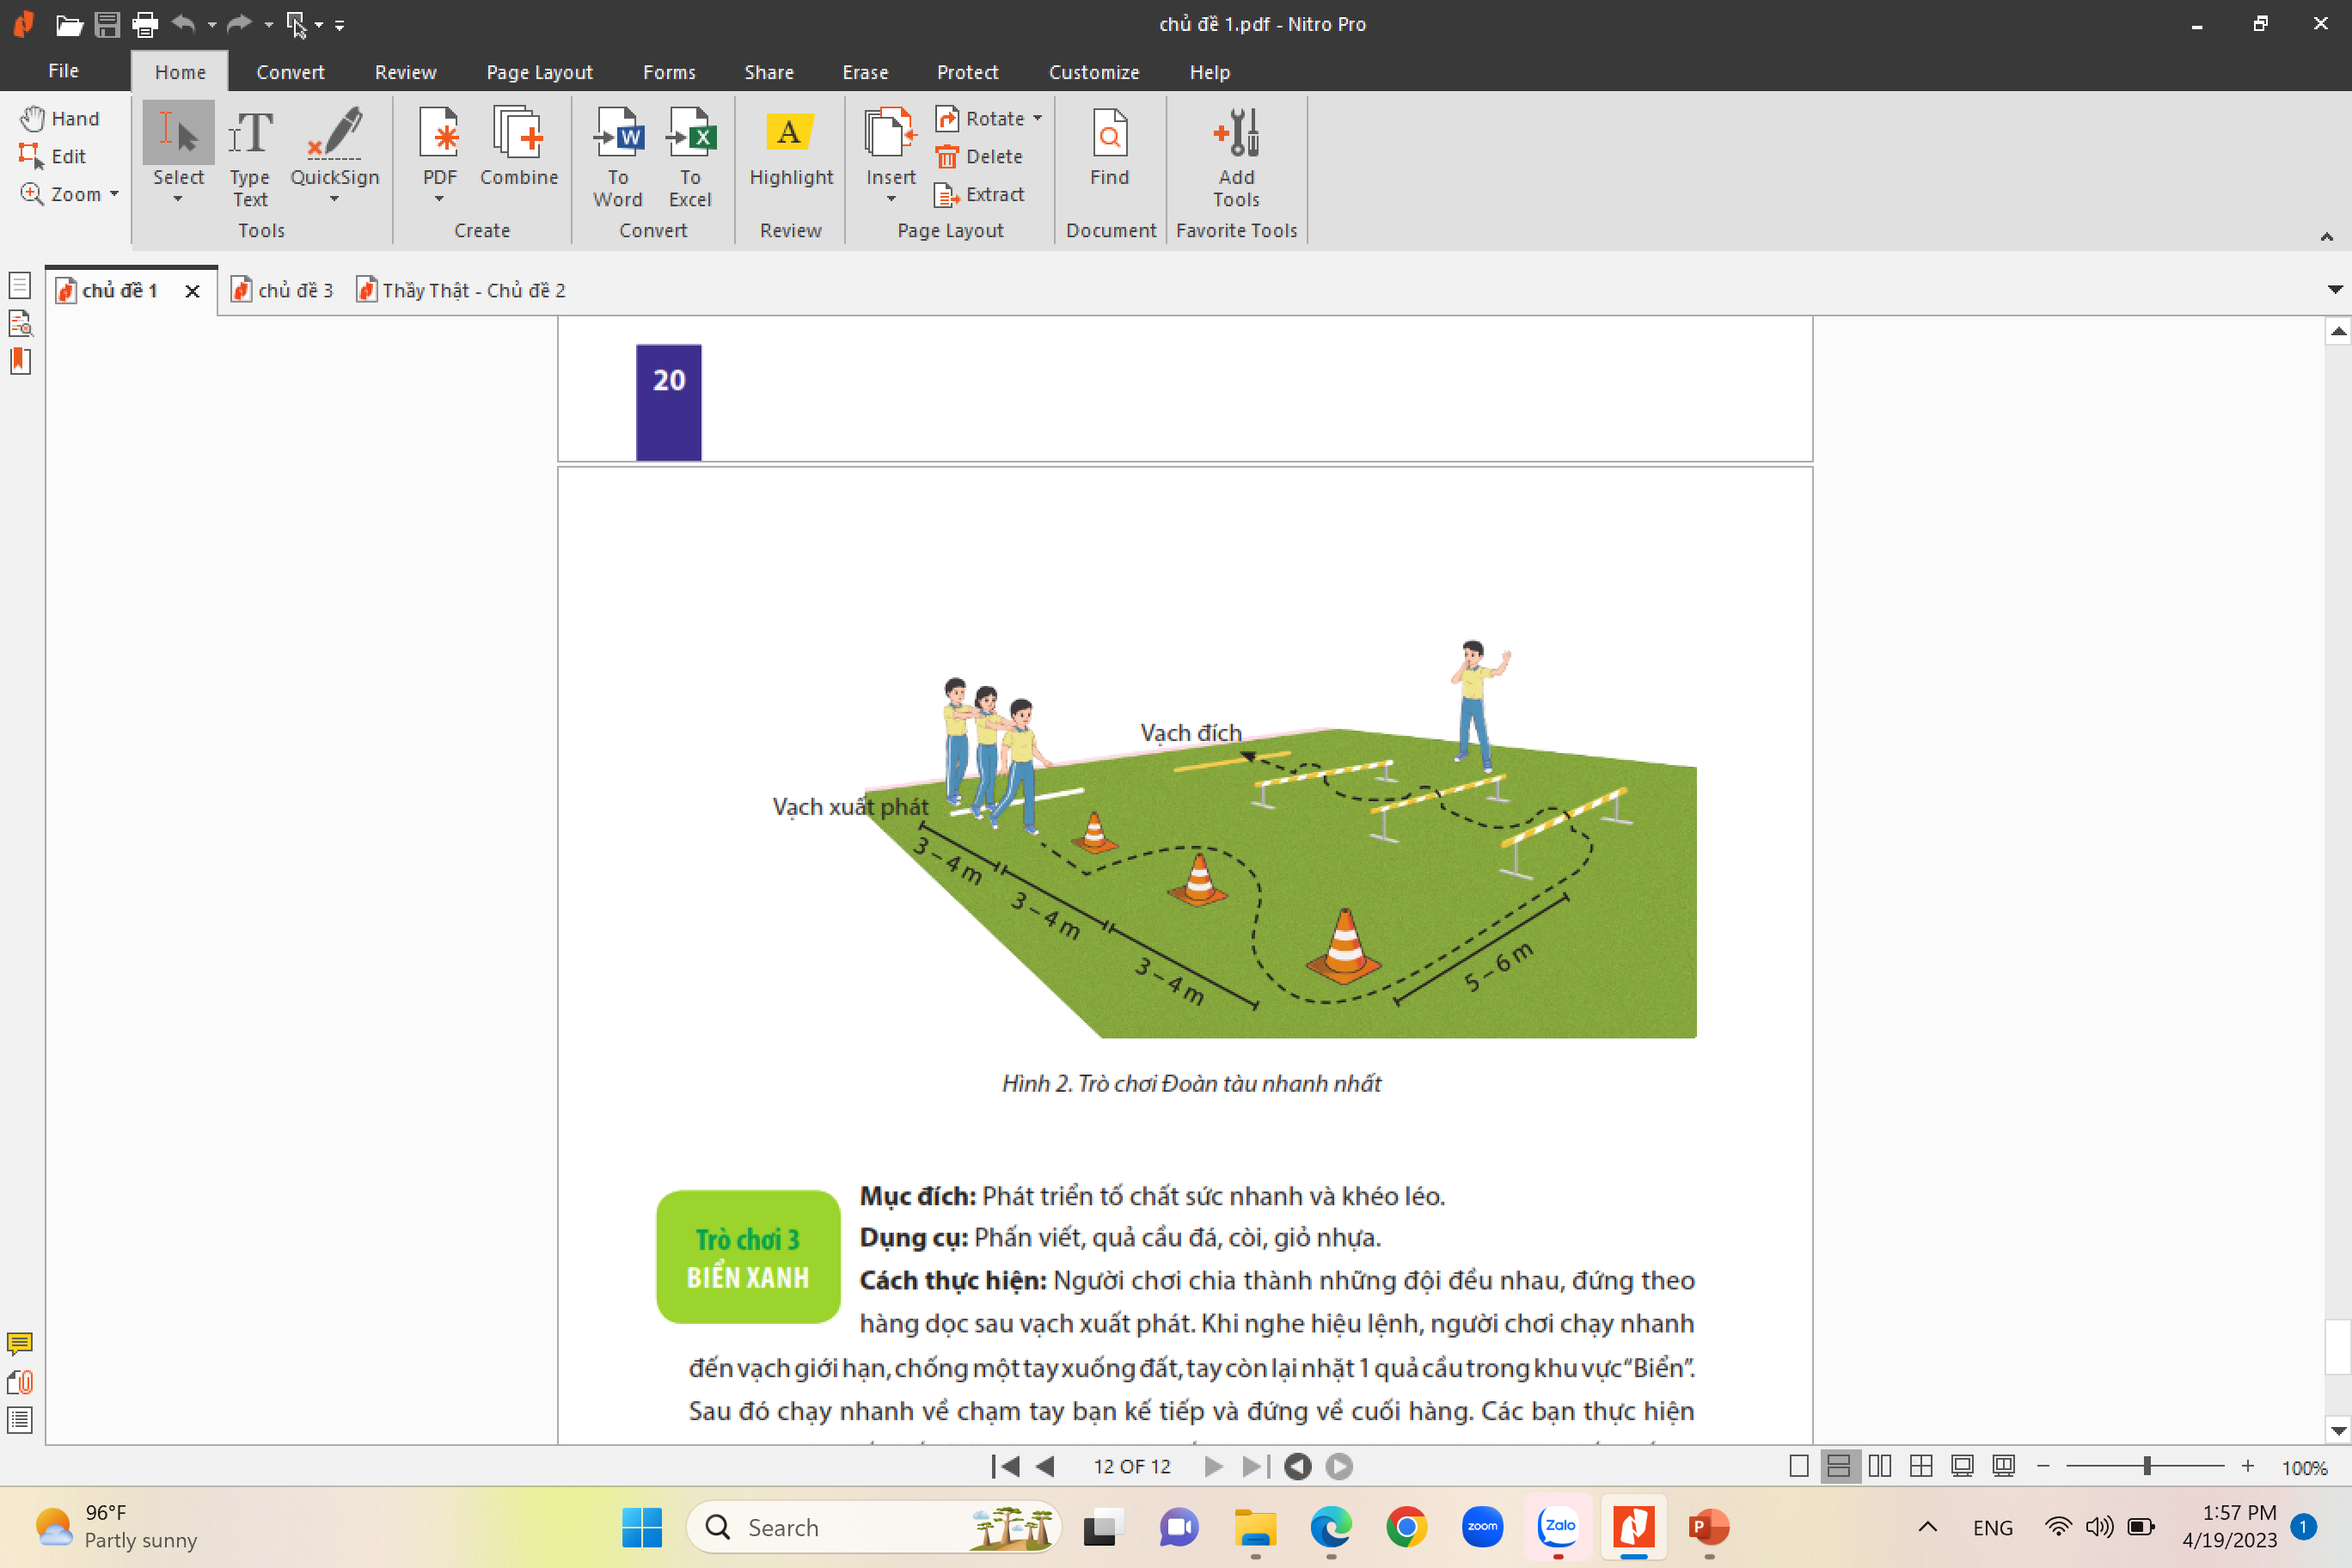 chủ đề 1.pdf - Nitro Pro
File Home Convert Review Page Layout Forms Share Erase Protect Customize Help
Hand
Edit
Zoom
Select
Type Text
QuickSign
Tools
PDF
Combine
Create
To Word
To Excel
Convert
Highlight
Review
Insert
Rotate
Delete
Extract
Page Layout
Find
Document
Add Tools
Favorite Tools
chủ đề 1
chủ đề 3
Thầy Thật - Chủ đề 2
20
Vạch đích
Vạch xuất phát
3 – 4 m
3 – 4 m
3 – 4 m
5 – 6 m
Hình 2. Trò chơi Đoàn tàu nhanh nhất
Trò chơi 3
BIỂN XANH
Mục đích: Phát triển tố chất sức nhanh và khéo léo.
Dụng cụ: Phấn viết, quả cầu đá, còi, giỏ nhựa.
Cách thực hiện: Người chơi chia thành những đội đều nhau, đứng theo
hàng dọc sau vạch xuất phát. Khi nghe hiệu lệnh, người chơi chạy nhanh
đến vạch giới hạn, chống một tay xuống đất, tay còn lại nhặt 1 quả cầu trong khu vực “Biển”.
Sau đó chạy nhanh về chạm tay bạn kế tiếp và đứng về cuối hàng. Các bạn thực hiện
12 OF 12
100%
96°F
Partly sunny
Search
zoom
Zalo
ENG
1:57 PM
4/19/2023
1